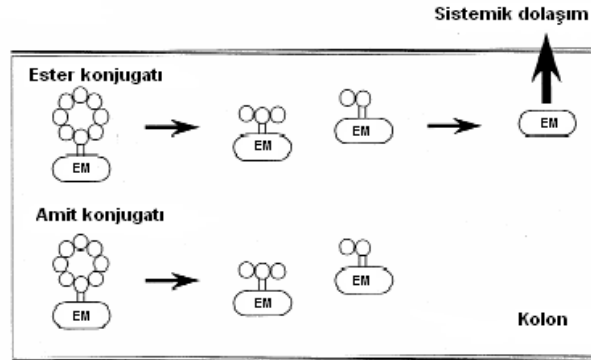 Sistemik dolaşım
Ester konjugatı
EM
EM
EM
EM
Amit konjugatı
EM
EM
EM
Kolon